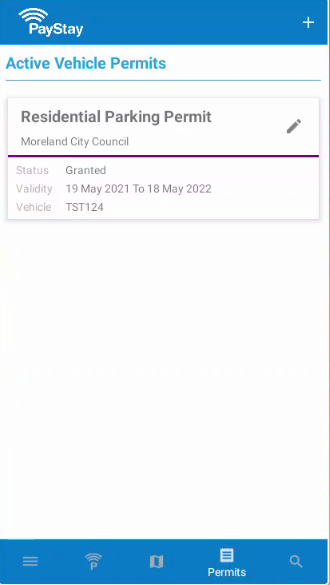 PayStay
Active Vehicle Permits
Residential Parking Permit
Moreland City Council
Status Granted
Validity 19 May 2021 To 18 May 2022
Vehicle TST124
P
Permits